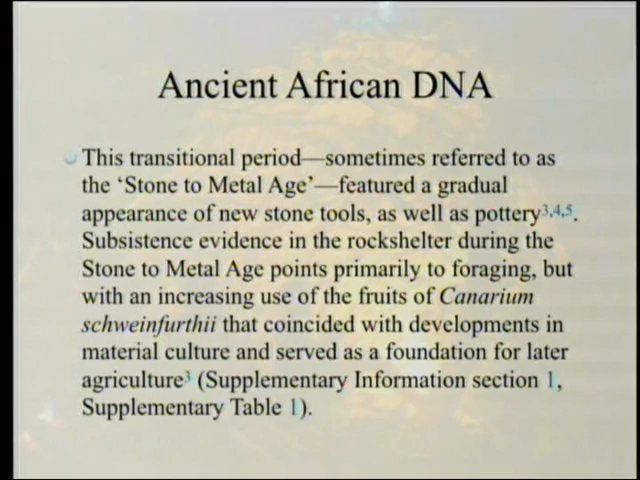 Ancient African DNA
This transitional period—sometimes referred to as
the ‘Stone to Metal Age’—featured a gradual
appearance of new stone tools, as well as pottery3,4,5.
Subsistence evidence in the rockshelter during the
Stone to Metal Age points primarily to foraging, but
with an increasing use of the fruits of Canarium
schweinfurthii that coincided with developments in
material culture and served as a foundation for later
agriculture3 (Supplementary Information section 1,
Supplementary Table 1).